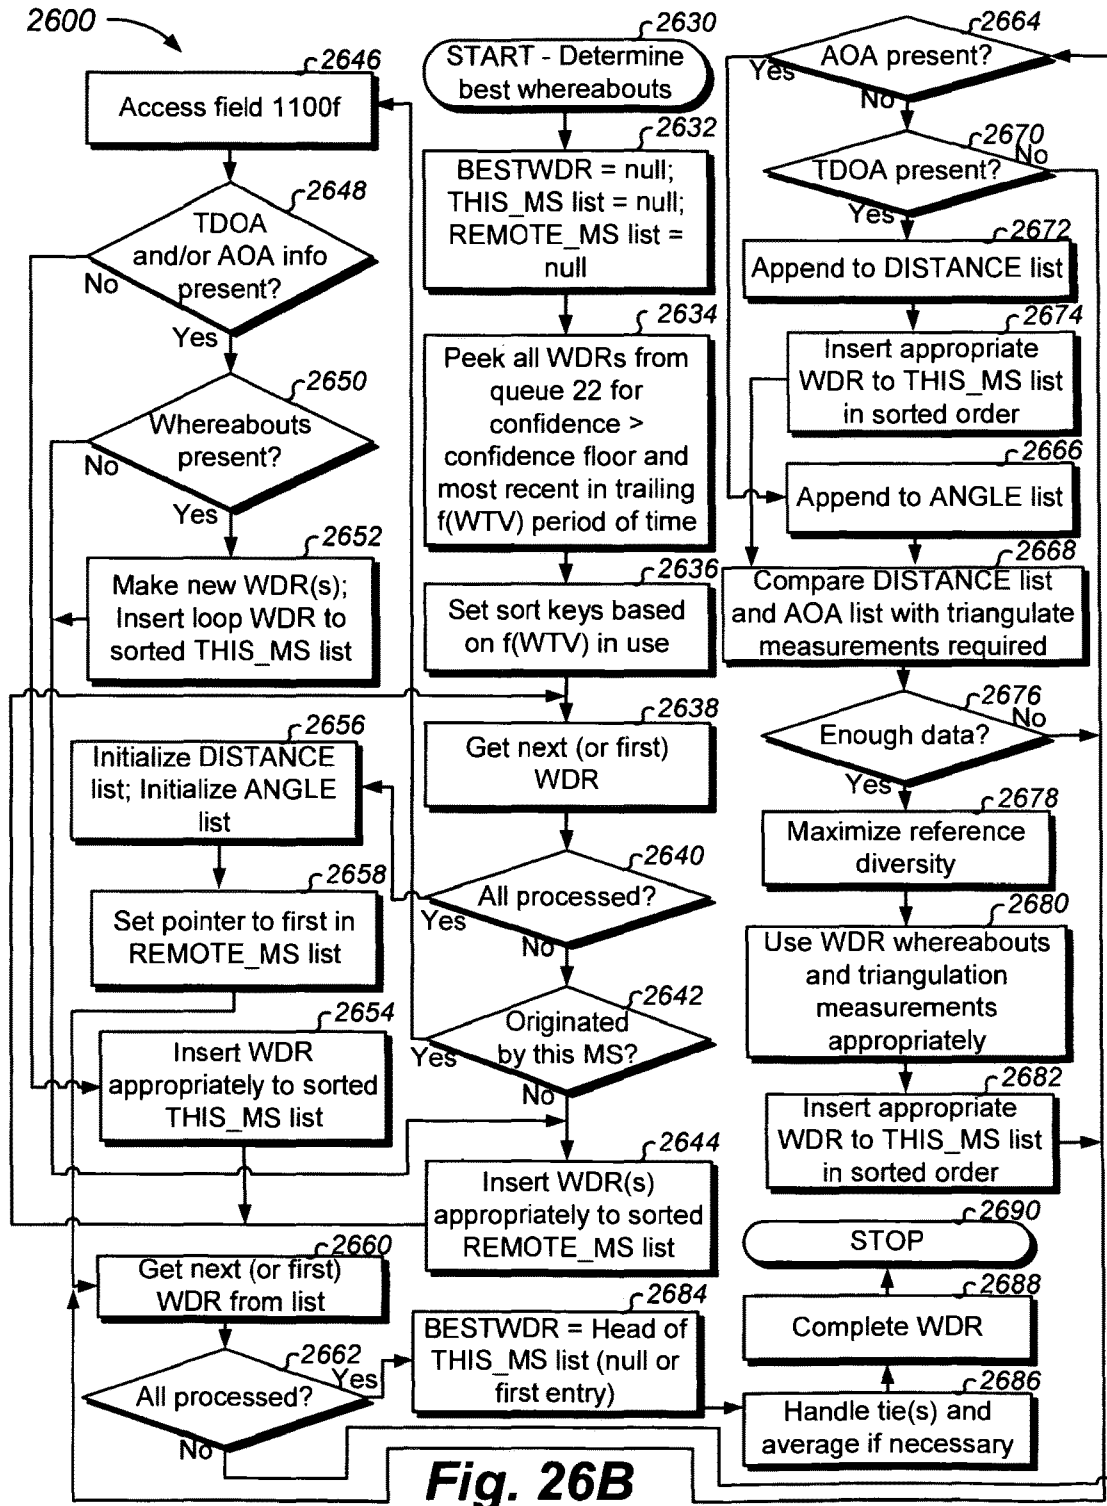 2600
2646
Access field 1100f
2648
TDOA
and/or AOA info
present?
No
Yes
2650
Whereabouts
present?
No
Yes
2652
Make new WDR(s);
Insert loop WDR to
sorted THIS_MS list
2656
Initialize DISTANCE
list; Initialize ANGLE
list
2658
Set pointer to first in
REMOTE_MS list
2654
Insert WDR
appropriately to sorted
THIS_MS list
2660
Get next (or first)
WDR from list
2662
All processed?
Yes
No
2630
START - Determine
best whereabouts
2632
BESTWDR = null;
THIS_MS list = null;
REMOTE_MS list =
null
2634
Peek all WDRs from
queue 22 for
confidence >
confidence floor and
most recent in trailing
f(WTV) period of time
2636
Set sort keys based
on f(WTV) in use
2638
Get next (or first)
WDR
2640
All processed?
Yes
No
2642
Originated
by this MS?
Yes
No
2644
Insert WDR(s)
appropriately to sorted
REMOTE_MS list
2684
BESTWDR = Head of
THIS_MS list (null or
first entry)
2664
AOA present?
Yes
No
2670
No
TDOA present?
Yes
2672
Append to DISTANCE list
2674
Insert appropriate
WDR to THIS_MS list
in sorted order
2666
Append to ANGLE list
2668
Compare DISTANCE list
and AOA list with triangulate
measurements required
2676
No
Enough data?
Yes
2678
Maximize reference
diversity
2680
Use WDR whereabouts
and triangulation
measurements
appropriately
2682
Insert appropriate
WDR to THIS_MS list
in sorted order
2690
STOP
2688
Complete WDR
2686
Handle tie(s) and
average if necessary
Fig. 26B